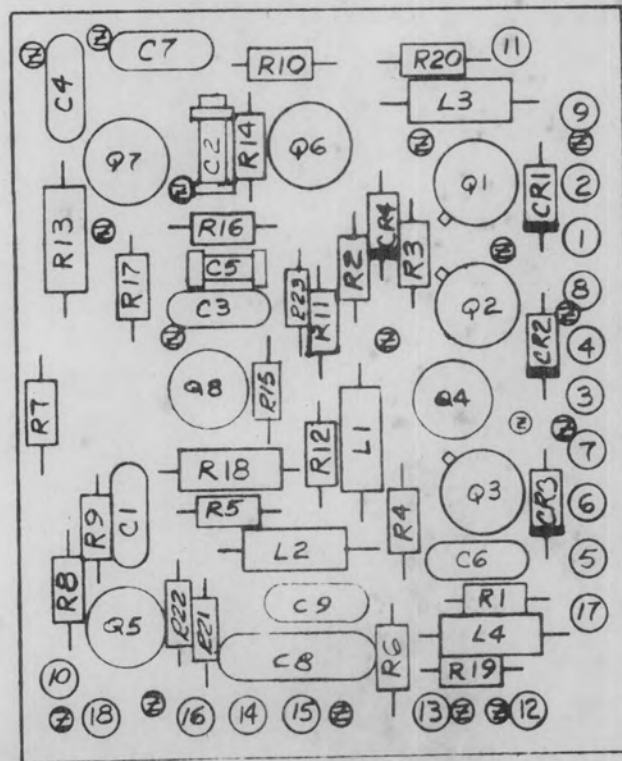 C7
C4
R10
R20
11
L3
9
Z
Z
Z
Z
C2
R14
Q6
Q7
Q1
CR1
2
Z
R13
R16
CR4
R3
1
Z
R17
C5
R2
Z
C3
R23
R11
Q2
8
Z
CR2
4
Z
Z
Q8
R15
Q4
3
R7
R12
L1
Z
Z
7
R18
R9
C1
R5
R4
Q3
CR3
6
L2
C6
5
R8
R22
R21
C9
R1
17
Q5
C8
R6
L4
R19
10
Z
18
Z
16
14
15
Z
13
Z
Z
12